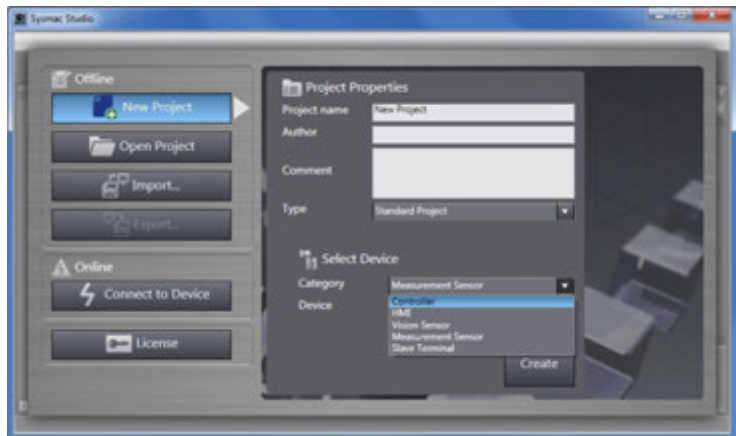 Sysmac Studio
Offline
New Project
Open Project
Import...
Export...
Online
Connect to Device
License
Project Properties
Project name New Project
Author
Comment
Type Standard Project
Select Device
Category Measurement Sensor
Device
Controller
HMI
Vision Sensor
Measurement Sensor
Slave Terminal
Create